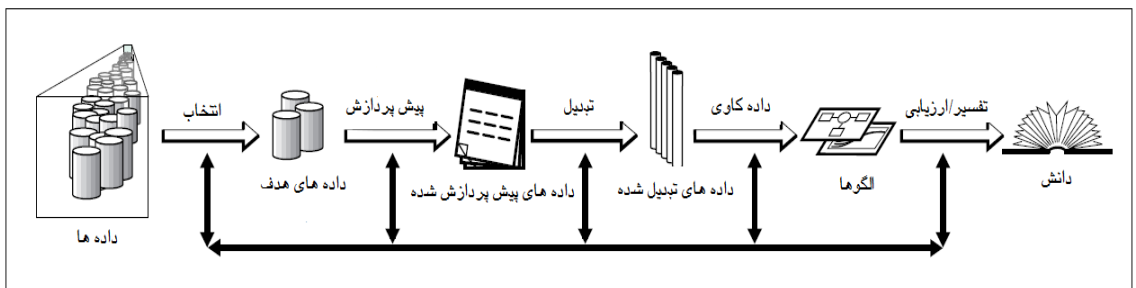 انتخاب
پیش پردازش
تبدیل
داده کاوی
تفسیر/ارزیابی
داده ها
داده های هدف
داده های پیش پردازش شده
داده های تبدیل شده
الگوها
دانش